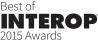 Best of
INTEROP
2015 Awards